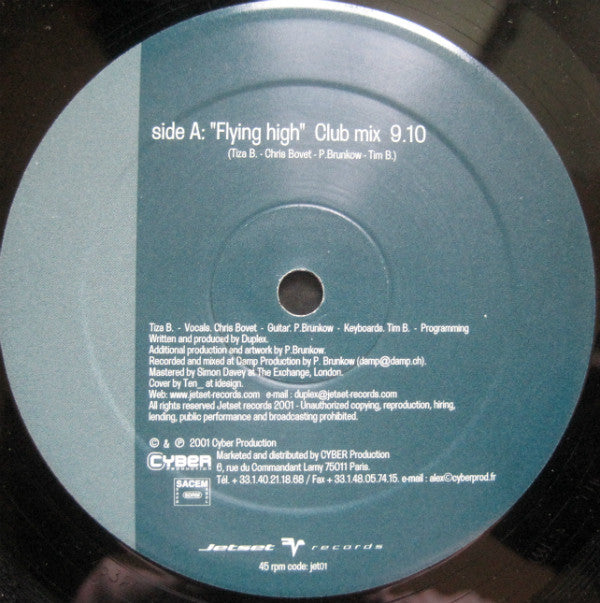 side A: "Flying high" Club mix 9.10
(Tiza B. - Chris Bovet - P.Brunkow - Tim B.)
Tiza B. - Vocals. Chris Bovet - Guitar. P.Brunkow - Keyboards. Tim B. - Programming
Written and produced by Duplex.
Additional production and artwork by P.Brunkow.
Recorded and mixed at Damp Production by P. Brunkow (damp@damp.ch).
Mastered by Simon Davey at The Exchange, London.
Cover by Ten_ at ideeign.
Web: www.jetset-records.com e-mail : duplex@jetset-records.com
All rights reserved Jetset records 2001 - Unauthorized copying, reproduction, hiring,
lending, public performance and broadcasting prohibited.
© & ℗ 2001 Cyber Production
CYBER
PRODUCTION
Marketed and distributed by CYBER Production
6, rue du Commandant Lamy 75011 Paris.
Tél. + 33.1.40.21.18.68 / Fax + 33.1.48.05.74.15. e-mail : alex©cyberprod.fr
SACEM
SDRM
Jetset records
45 rpm code: jet01